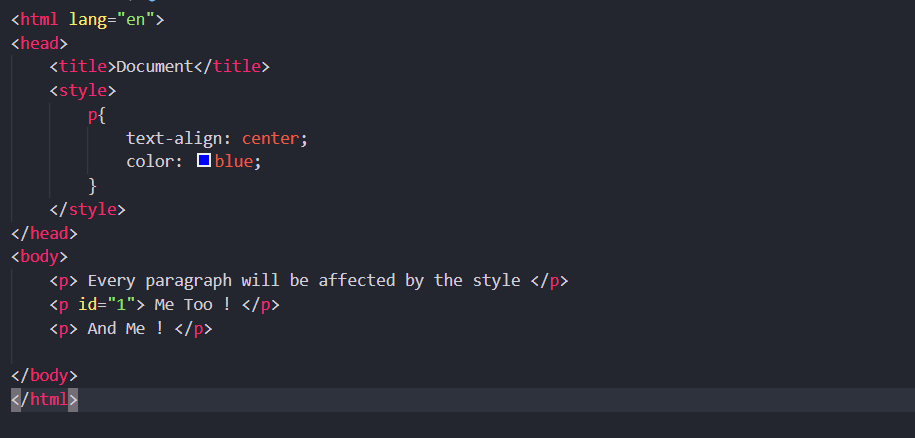 <html lang="en">
<head>
    <title>Document</title>
    <style>
        p{
            text-align: center;
            color: blue;
        }
    </style>
</head>
<body>
    <p> Every paragraph will be affected by the style </p>
    <p id="1"> Me Too ! </p>
    <p> And Me ! </p>

</body>
</html>